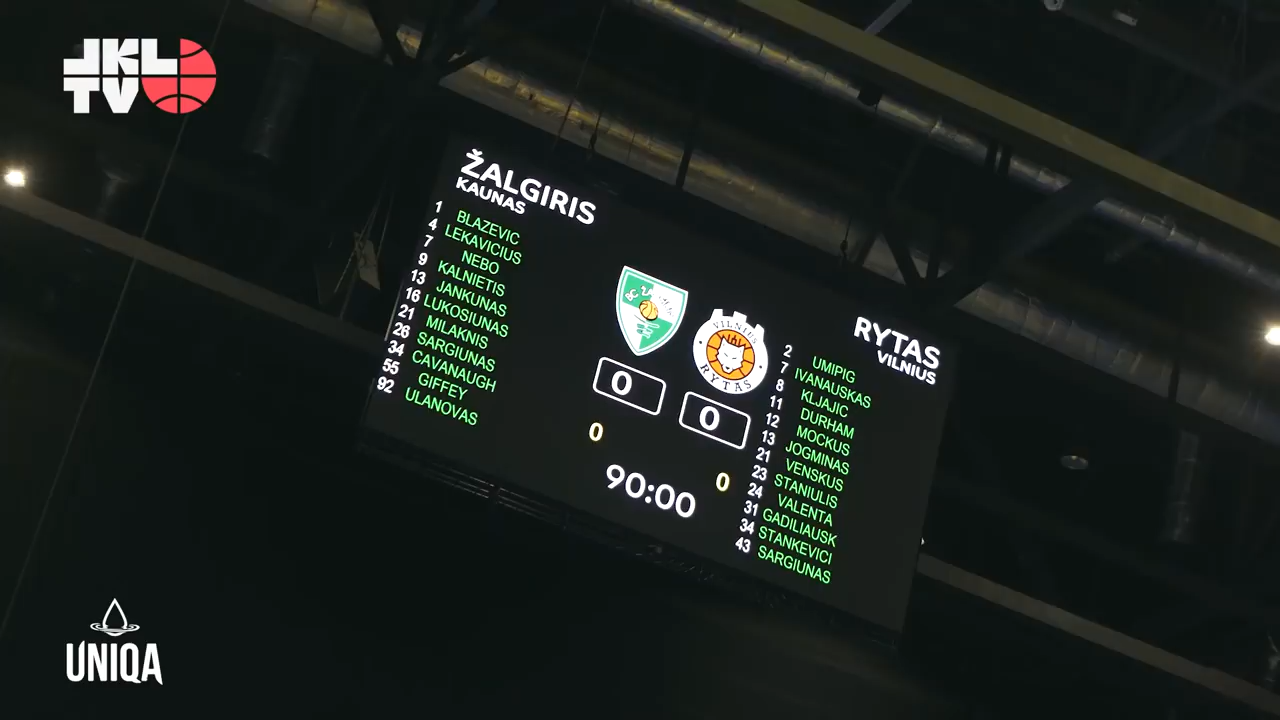 JKL
TV
ŽALGIRIS
KAUNAS
1 BLAZEVIC
4 LEKAVICIUS
7 NEBO
9 KALNIETIS
13 JANKUNAS
16 LUKOSIUNAS
21 MILAKNIS
26 SARGIUNAS
34 CAVANAUGH
55 GIFFEY
92 ULANOVAS
BC
VILNIUS
RYTAS
0
0
0
0
90:00
RYTAS
VILNIUS
2 UMIPIG
7 IVANAUSKAS
8 KLJAJIC
11 DURHAM
12 MOCKUS
13 JOGMINAS
21 VENSKUS
23 STANIULIS
24 VALENTA
31 GADILIAUSK
34 STANKEVICI
43 SARGIUNAS
UNIQA